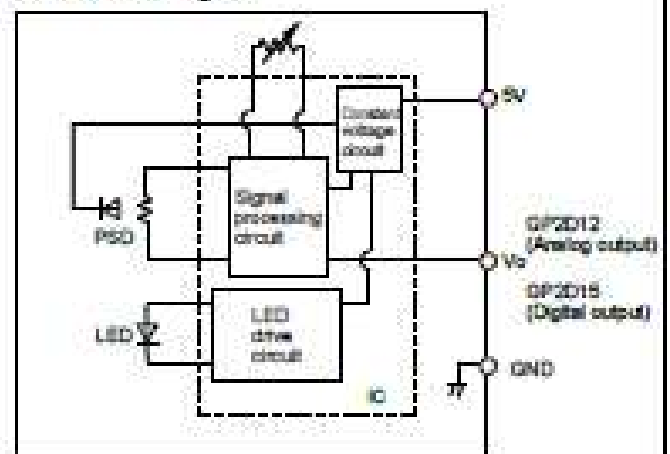 5V
Constant
voltage
circuit
Signal
processing
circuit
PSD
GP2D12
(Analog output)
Vo
GP2D15
(Digital output)
LED
LED
drive
circuit
GND
IC